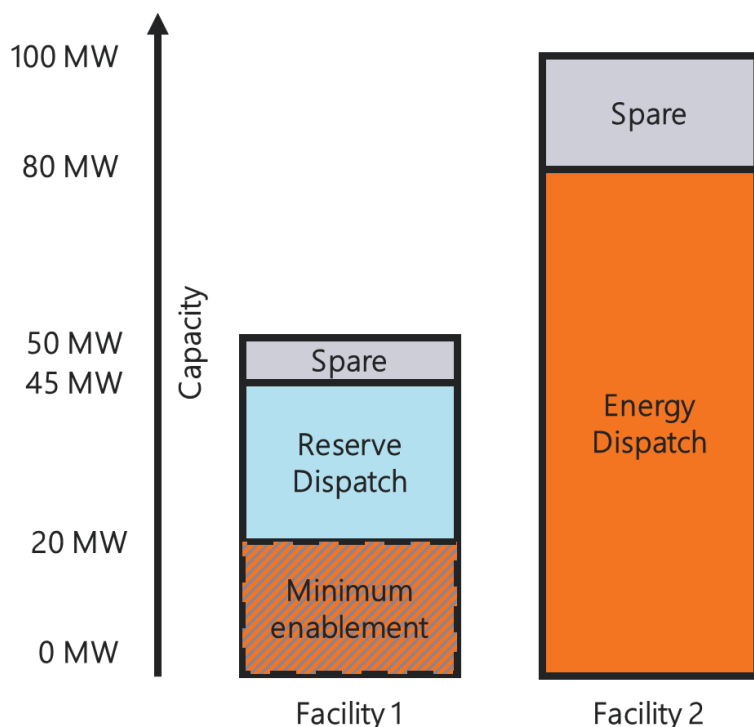 100 MW
80 MW
50 MW
45 MW
20 MW
0 MW
Capacity
Spare
Reserve
Dispatch
Minimum
enablement
Facility 1
Spare
Energy
Dispatch
Facility 2